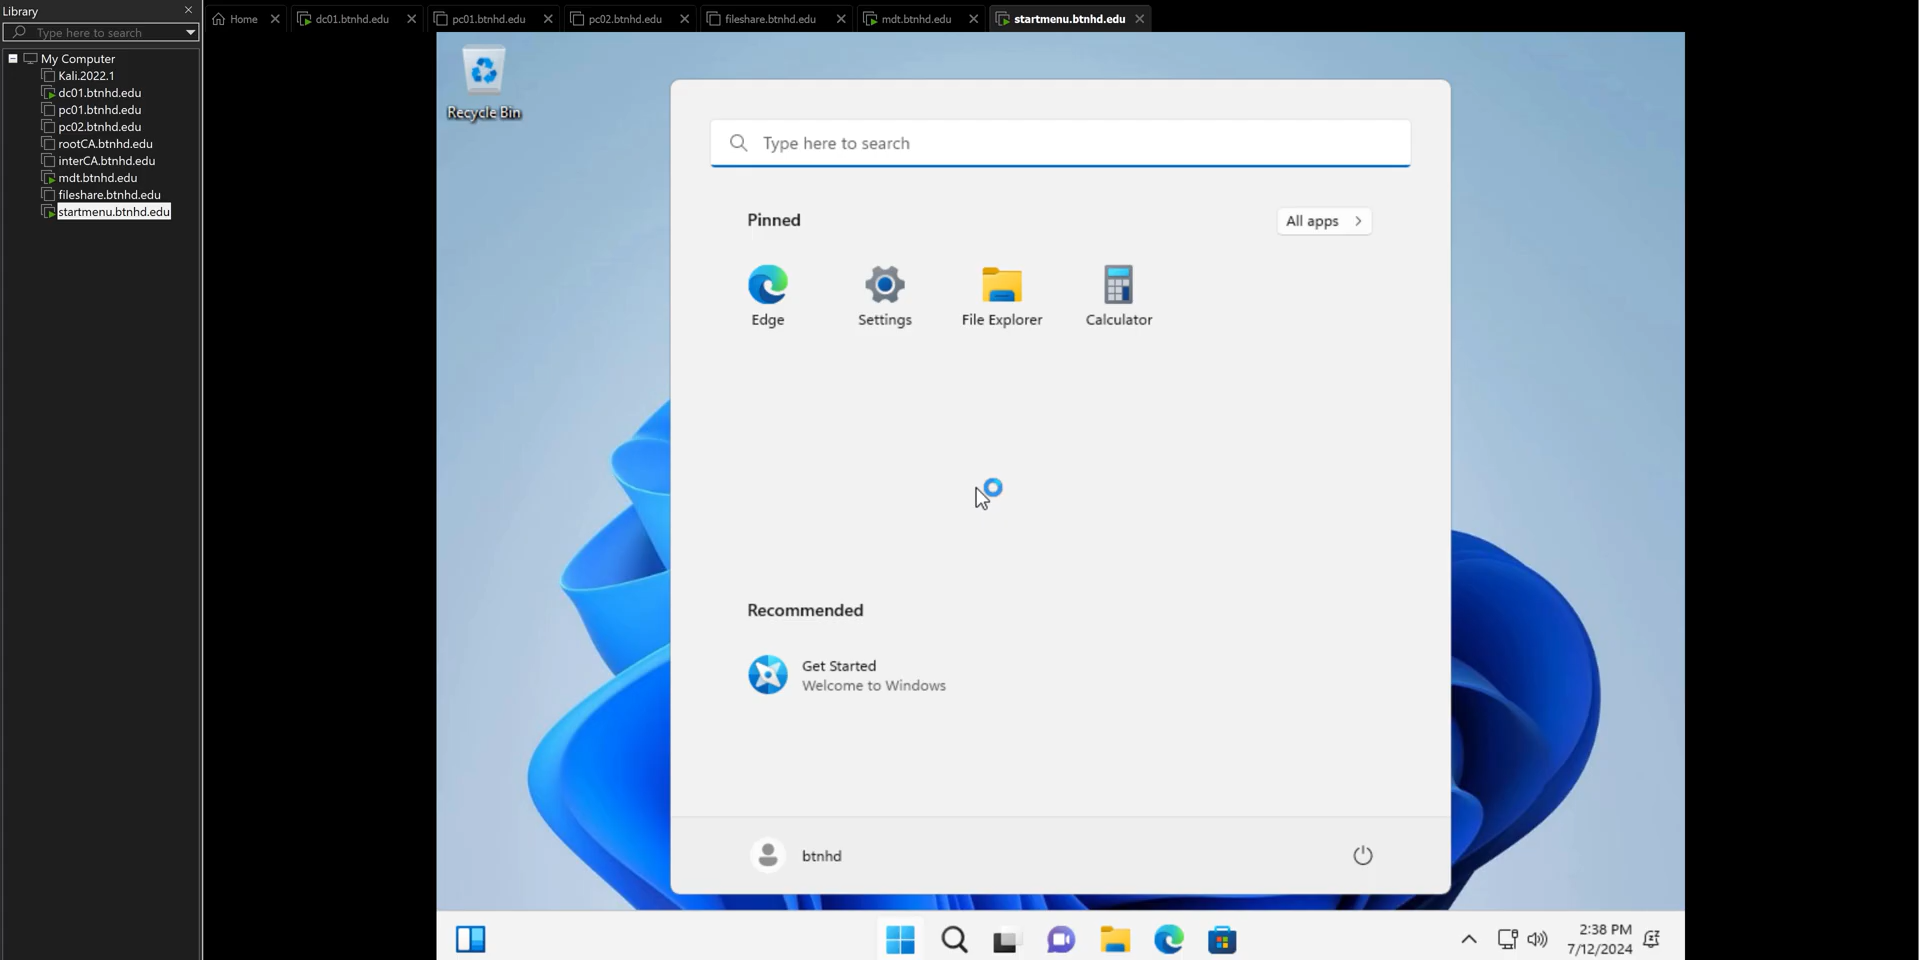 Library
Type here to search
My Computer
Kali.2022.1
dc01.btnhd.edu
pc01.btnhd.edu
pc02.btnhd.edu
rootCA.btnhd.edu
interCA.btnhd.edu
mdt.btnhd.edu
fileshare.btnhd.edu
startmenu.btnhd.edu
Home
dc01.btnhd.edu
pc01.btnhd.edu
pc02.btnhd.edu
fileshare.btnhd.edu
mdt.btnhd.edu
startmenu.btnhd.edu
Recycle Bin
Type here to search
Pinned
All apps
Edge
Settings
File Explorer
Calculator
Recommended
Get Started
Welcome to Windows
btnhd
2:38 PM
7/12/2024